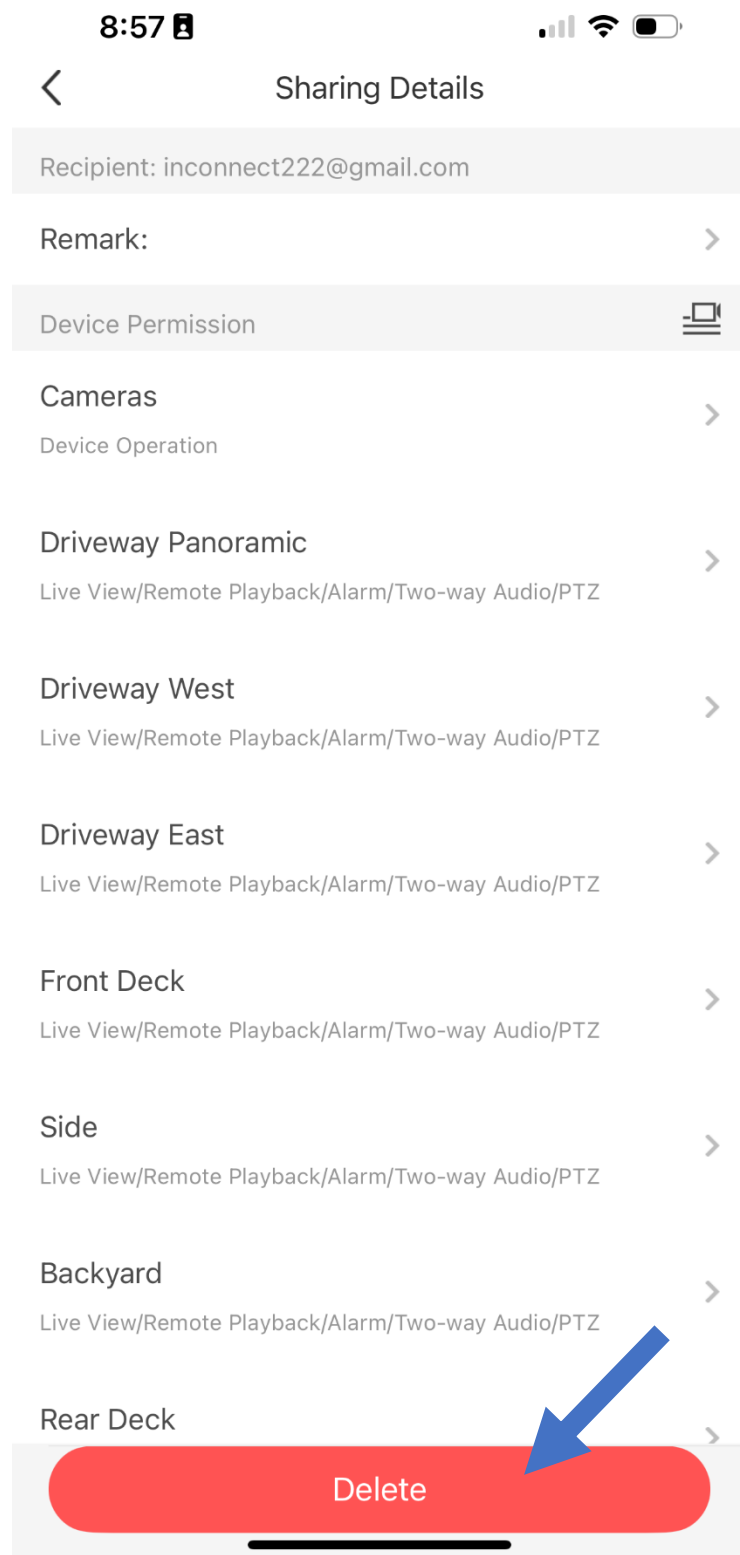 8:57
Sharing Details
Recipient: inconnect222@gmail.com
Remark:
Device Permission
Cameras
Device Operation
Driveway Panoramic
Live View/Remote Playback/Alarm/Two-way Audio/PTZ
Driveway West
Live View/Remote Playback/Alarm/Two-way Audio/PTZ
Driveway East
Live View/Remote Playback/Alarm/Two-way Audio/PTZ
Front Deck
Live View/Remote Playback/Alarm/Two-way Audio/PTZ
Side
Live View/Remote Playback/Alarm/Two-way Audio/PTZ
Backyard
Live View/Remote Playback/Alarm/Two-way Audio/PTZ
Rear Deck
Delete